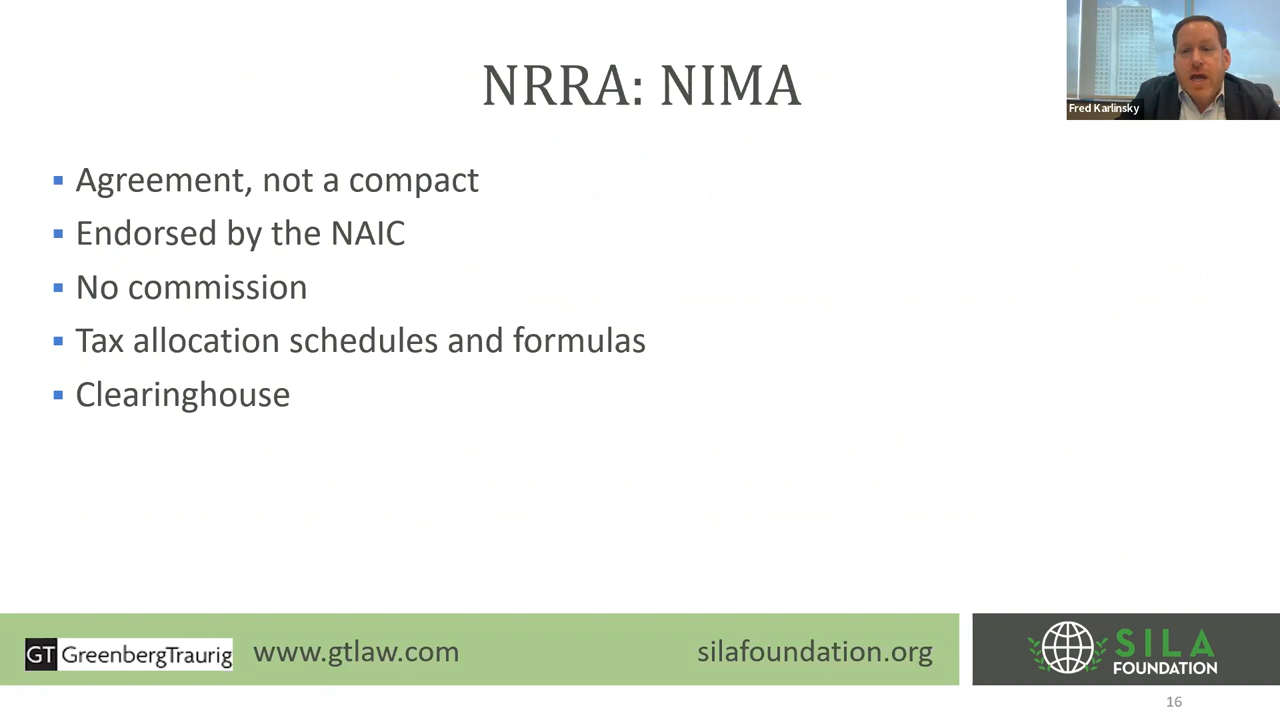 NRRA: NIMA
Fred Karlinsky
Agreement, not a compact
Endorsed by the NAIC
No commission
Tax allocation schedules and formulas
Clearinghouse
GT GreenbergTraurig
www.gtlaw.com
silafoundation.org
SILA
FOUNDATION
16